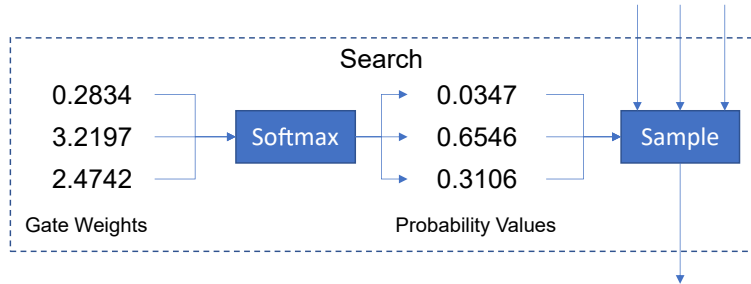 Search
0.2834 0.0347
3.2197 Softmax 0.6546 Sample
2.4742 0.3106
Gate Weights Probability Values